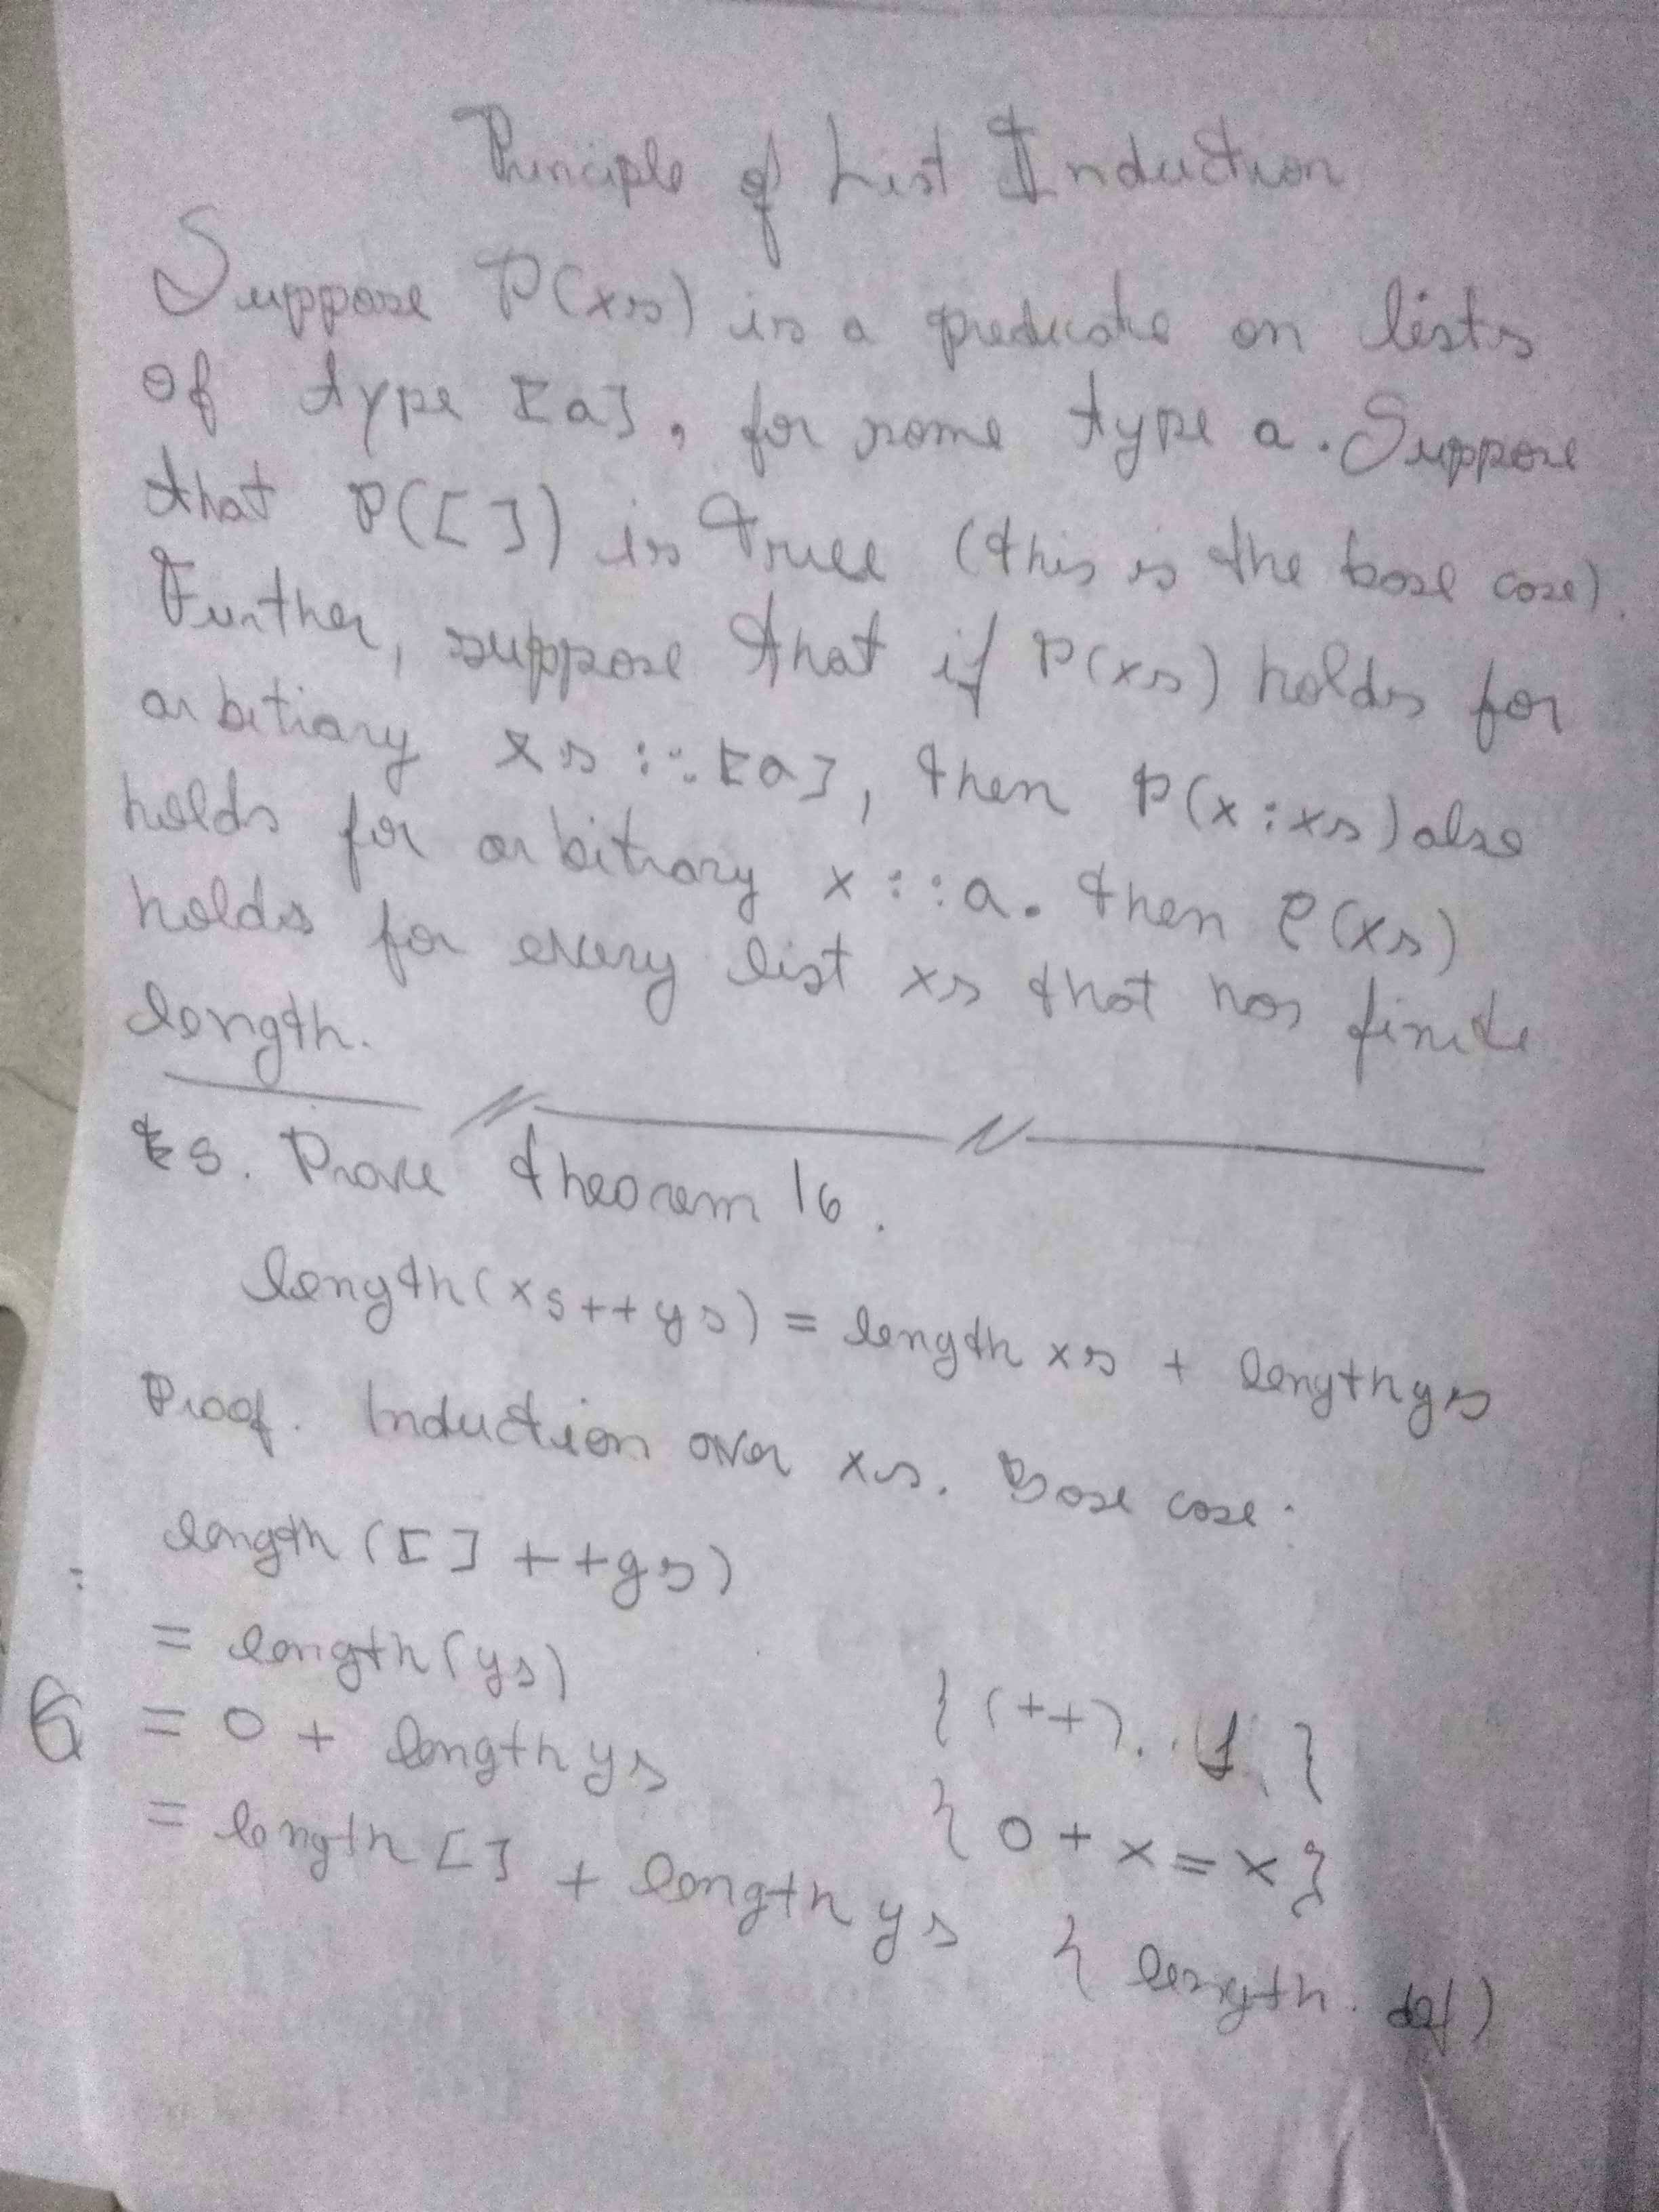 Principle of List Induction
Suppose P(xs) is a predicate on lists
of type [a], for some type a. Suppose
that P([]) is true (this is the base case).
Further, suppose that if P(xs) holds for
arbitrary xs :: [a], then P(x:xs) also
holds for arbitrary x::a. then P(xs)
holds for every list xs that has finite
length.
8. Prove theorem 16.
length(xs++ys) = length xs + length ys
Proof. Induction over xs. Base case:
length ([] ++ys)
= length(ys) {(++).1}
= 0 + length ys {0+x=x}
= length [] + length ys { length. def)
6